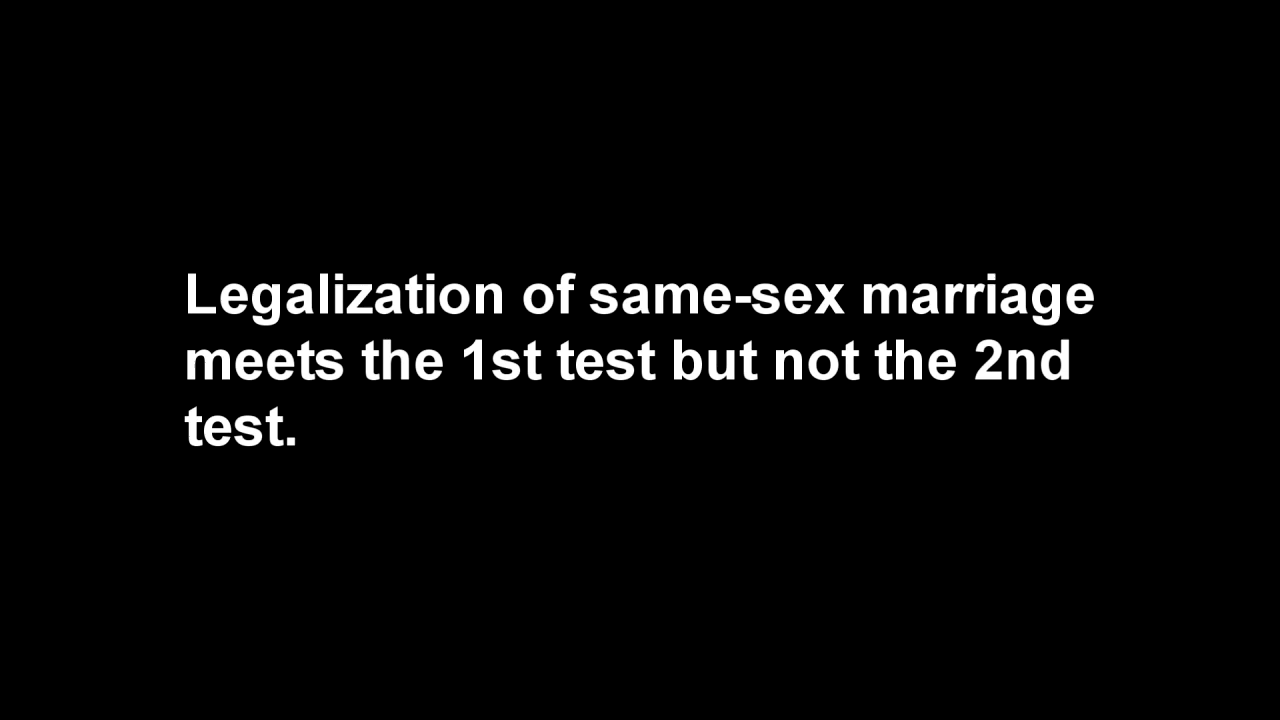 Legalization of same-sex marriage
meets the 1st test but not the 2nd
test.